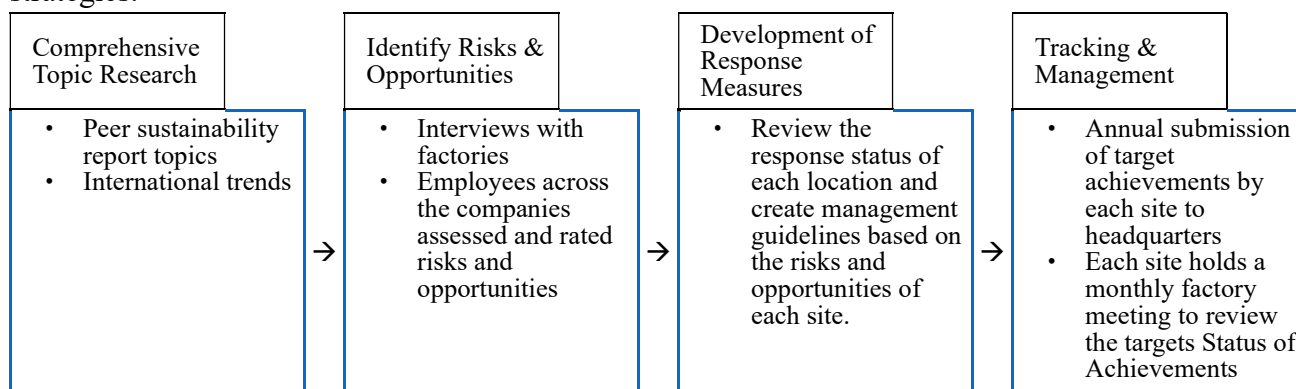 strategies.
Comprehensive
Topic Research
• Peer sustainability
report topics
• International trends
→
Identify Risks &
Opportunities
• Interviews with
factories
• Employees across
the companies
assessed and rated
risks and
opportunities
→
Development of
Response
Measures
• Review the
response status of
each location and
create management
guidelines based on
the risks and
opportunities of
each site.
→
Tracking &
Management
• Annual submission
of target
achievements by
each site to
headquarters
• Each site holds a
monthly factory
meeting to review
the targets Status of
Achievements